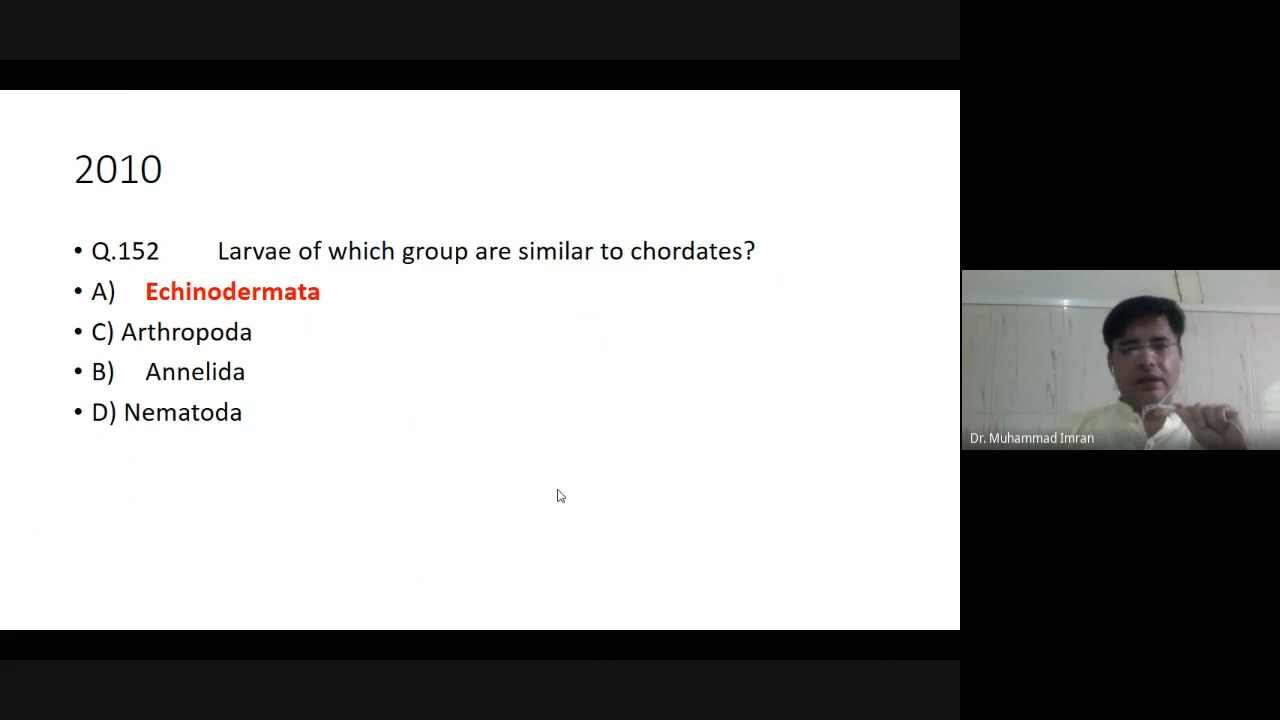 2010
• Q.152 Larvae of which group are similar to chordates?
• A) Echinodermata
• C) Arthropoda
• B) Annelida
• D) Nematoda
Dr. Muhammad Imran